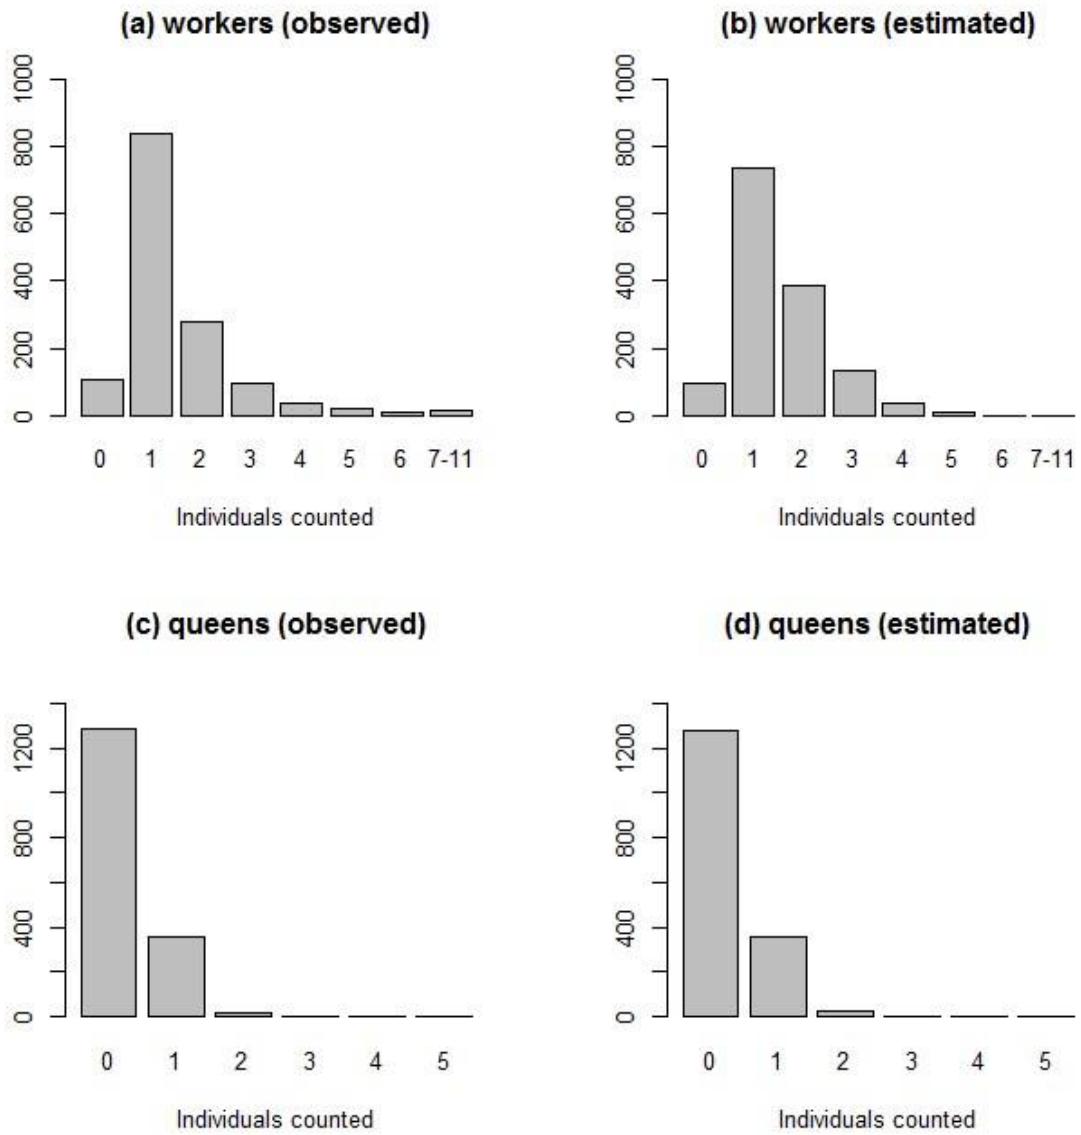 (a) workers (observed)
1000
800
600
400
200
0
0 1 2 3 4 5 6 7-11
Individuals counted
(b) workers (estimated)
1000
800
600
400
200
0
0 1 2 3 4 5 6 7-11
Individuals counted
(c) queens (observed)
1200
800
400
0
0 1 2 3 4 5
Individuals counted
(d) queens (estimated)
1200
800
400
0
0 1 2 3 4 5
Individuals counted